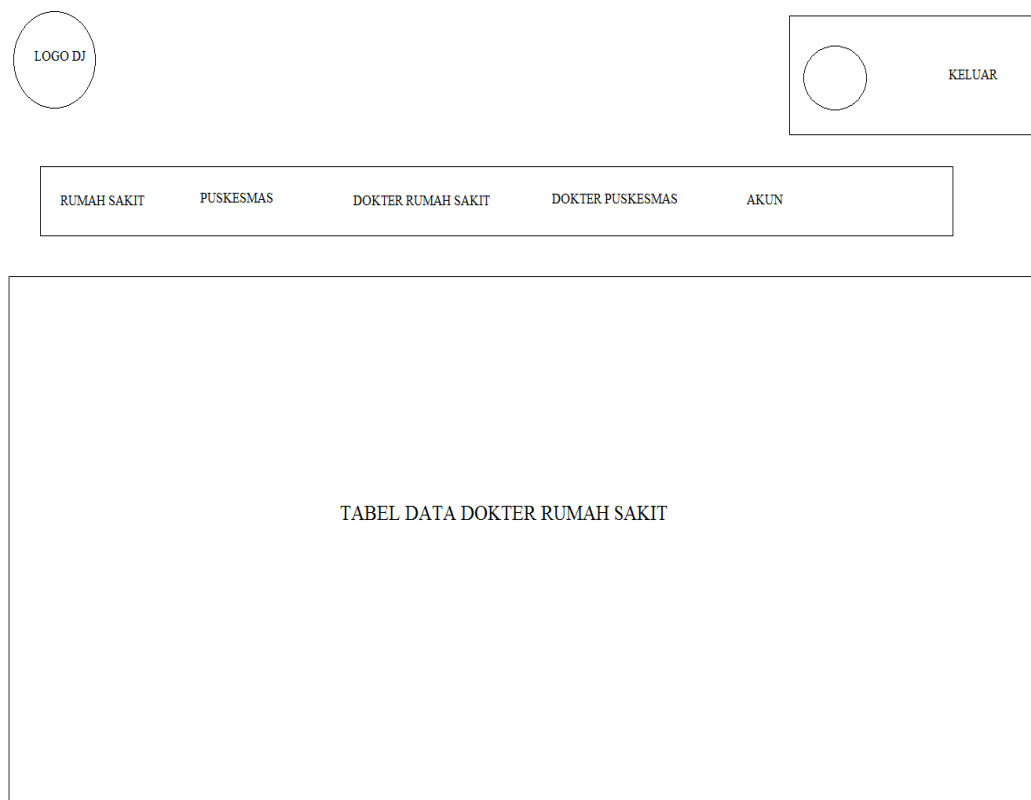 LOGO DJ
KELUAR
RUMAH SAKIT
PUSKESMAS
DOKTER RUMAH SAKIT
DOKTER PUSKESMAS
AKUN
TABEL DATA DOKTER RUMAH SAKIT